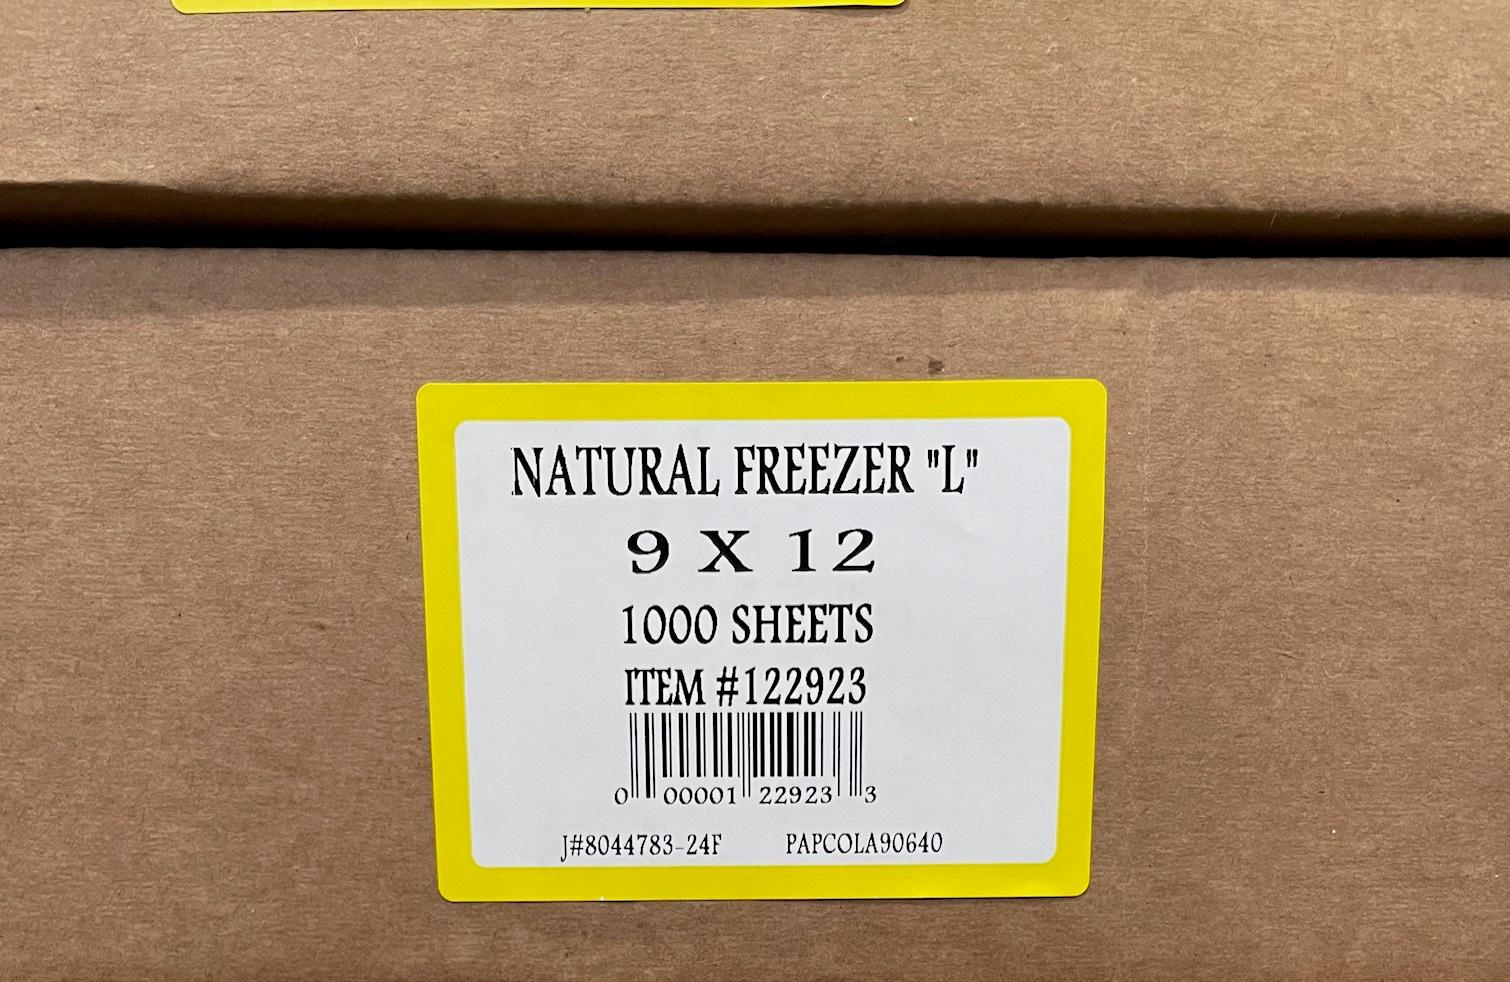 NATURAL FREEZER "L"
9 X 12
1000 SHEETS
ITEM #122923
0 00001 22923 3
J#8044783-24F PAPCOLA90640